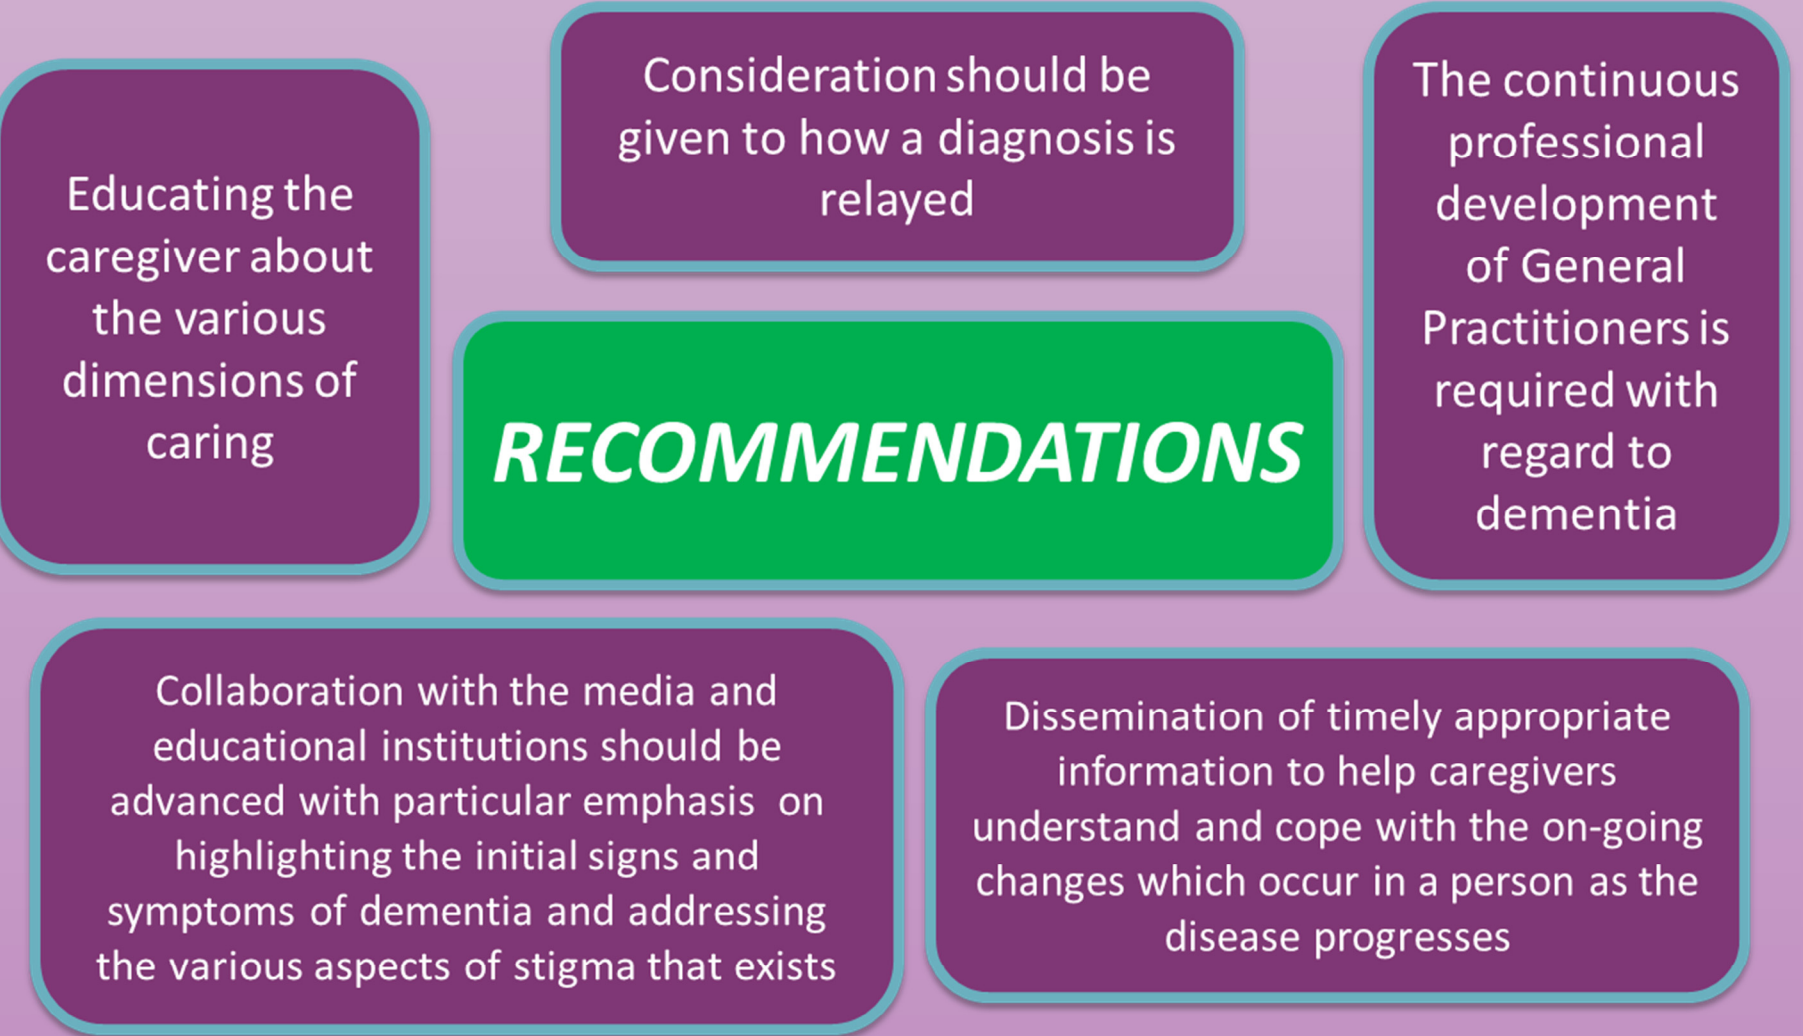 Educating the
caregiver about
the various
dimensions of
caring
Consideration should be
given to how a diagnosis is
relayed
The continuous
professional
development
of General
Practitioners is
required with
regard to
dementia
RECOMMENDATIONS
Collaboration with the media and
educational institutions should be
advanced with particular emphasis on
highlighting the initial signs and
symptoms of dementia and addressing
the various aspects of stigma that exists
Dissemination of timely appropriate
information to help caregivers
understand and cope with the on-going
changes which occur in a person as the
disease progresses